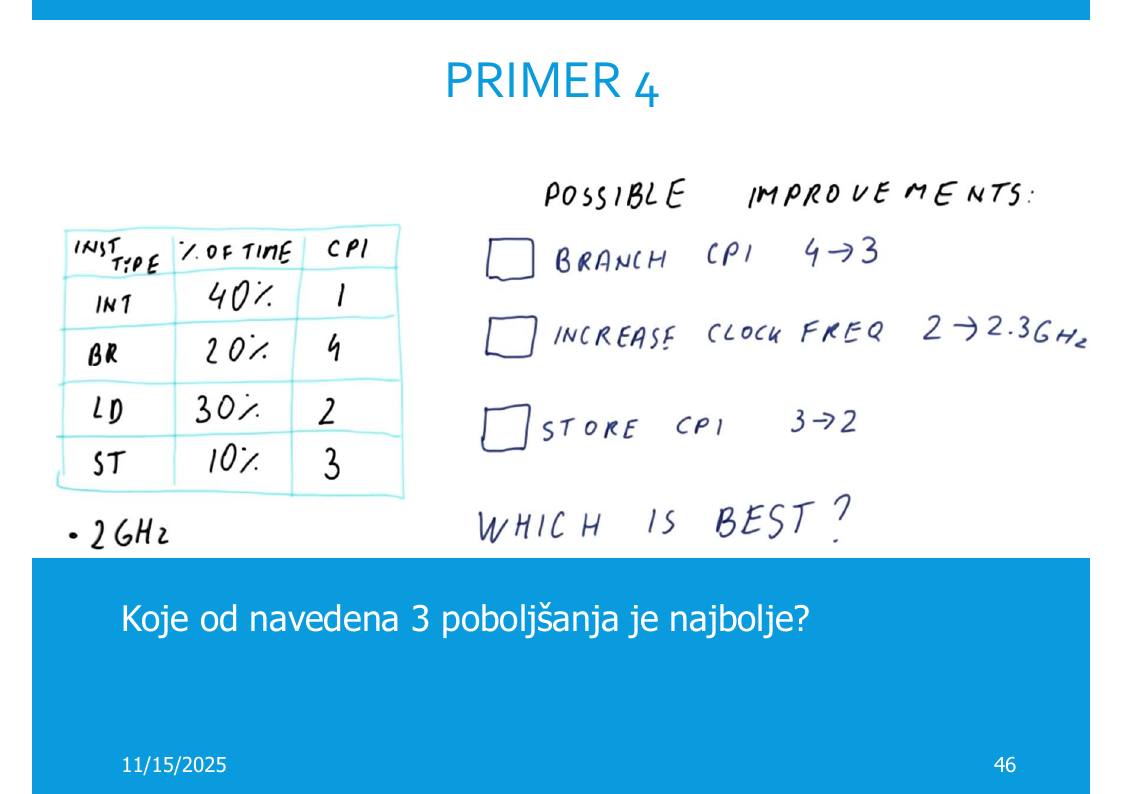 PRIMER 4
POSSIBLE IMPROVEMENTS:
INST TYPE % OF TIME CPI
INT 40% 1
BR 20% 4
LD 30% 2
ST 10% 3
• 2 GHz
BRANCH CPI 4→3
INCREASE CLOCK FREQ 2→2.3GHz
STORE CPI 3→2
WHICH IS BEST?
Koje od navedena 3 poboljšanja je najbolje?
11/15/2025
46